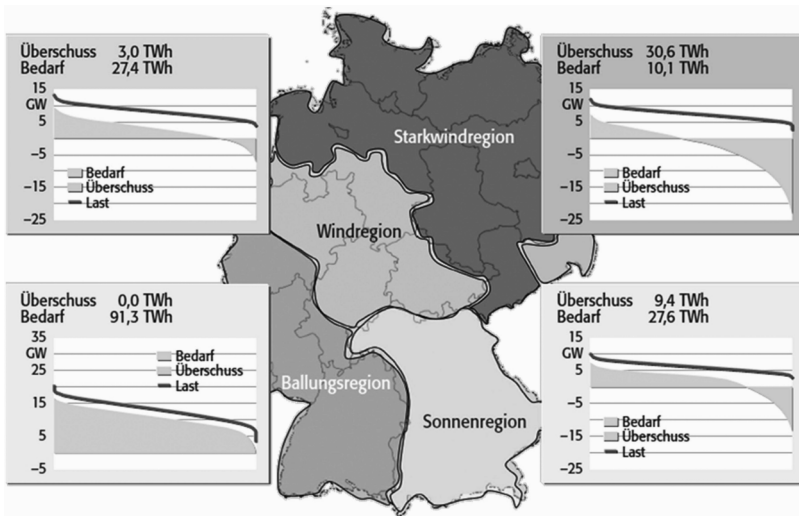 Überschuss 3,0 TWh
Bedarf 27,4 TWh
15
GW
5
−5
−15
−25
Bedarf
Überschuss
Last
Überschuss 30,6 TWh
Bedarf 10,1 TWh
15
GW
5
−5
−15
−25
Bedarf
Überschuss
Last
Starkwindregion
Windregion
Ballungsregion
Sonnenregion
Überschuss 0,0 TWh
Bedarf 91,3 TWh
35
GW
25
15
5
−5
Bedarf
Überschuss
Last
Überschuss 9,4 TWh
Bedarf 27,6 TWh
15
GW
5
−5
−15
−25
Bedarf
Überschuss
Last